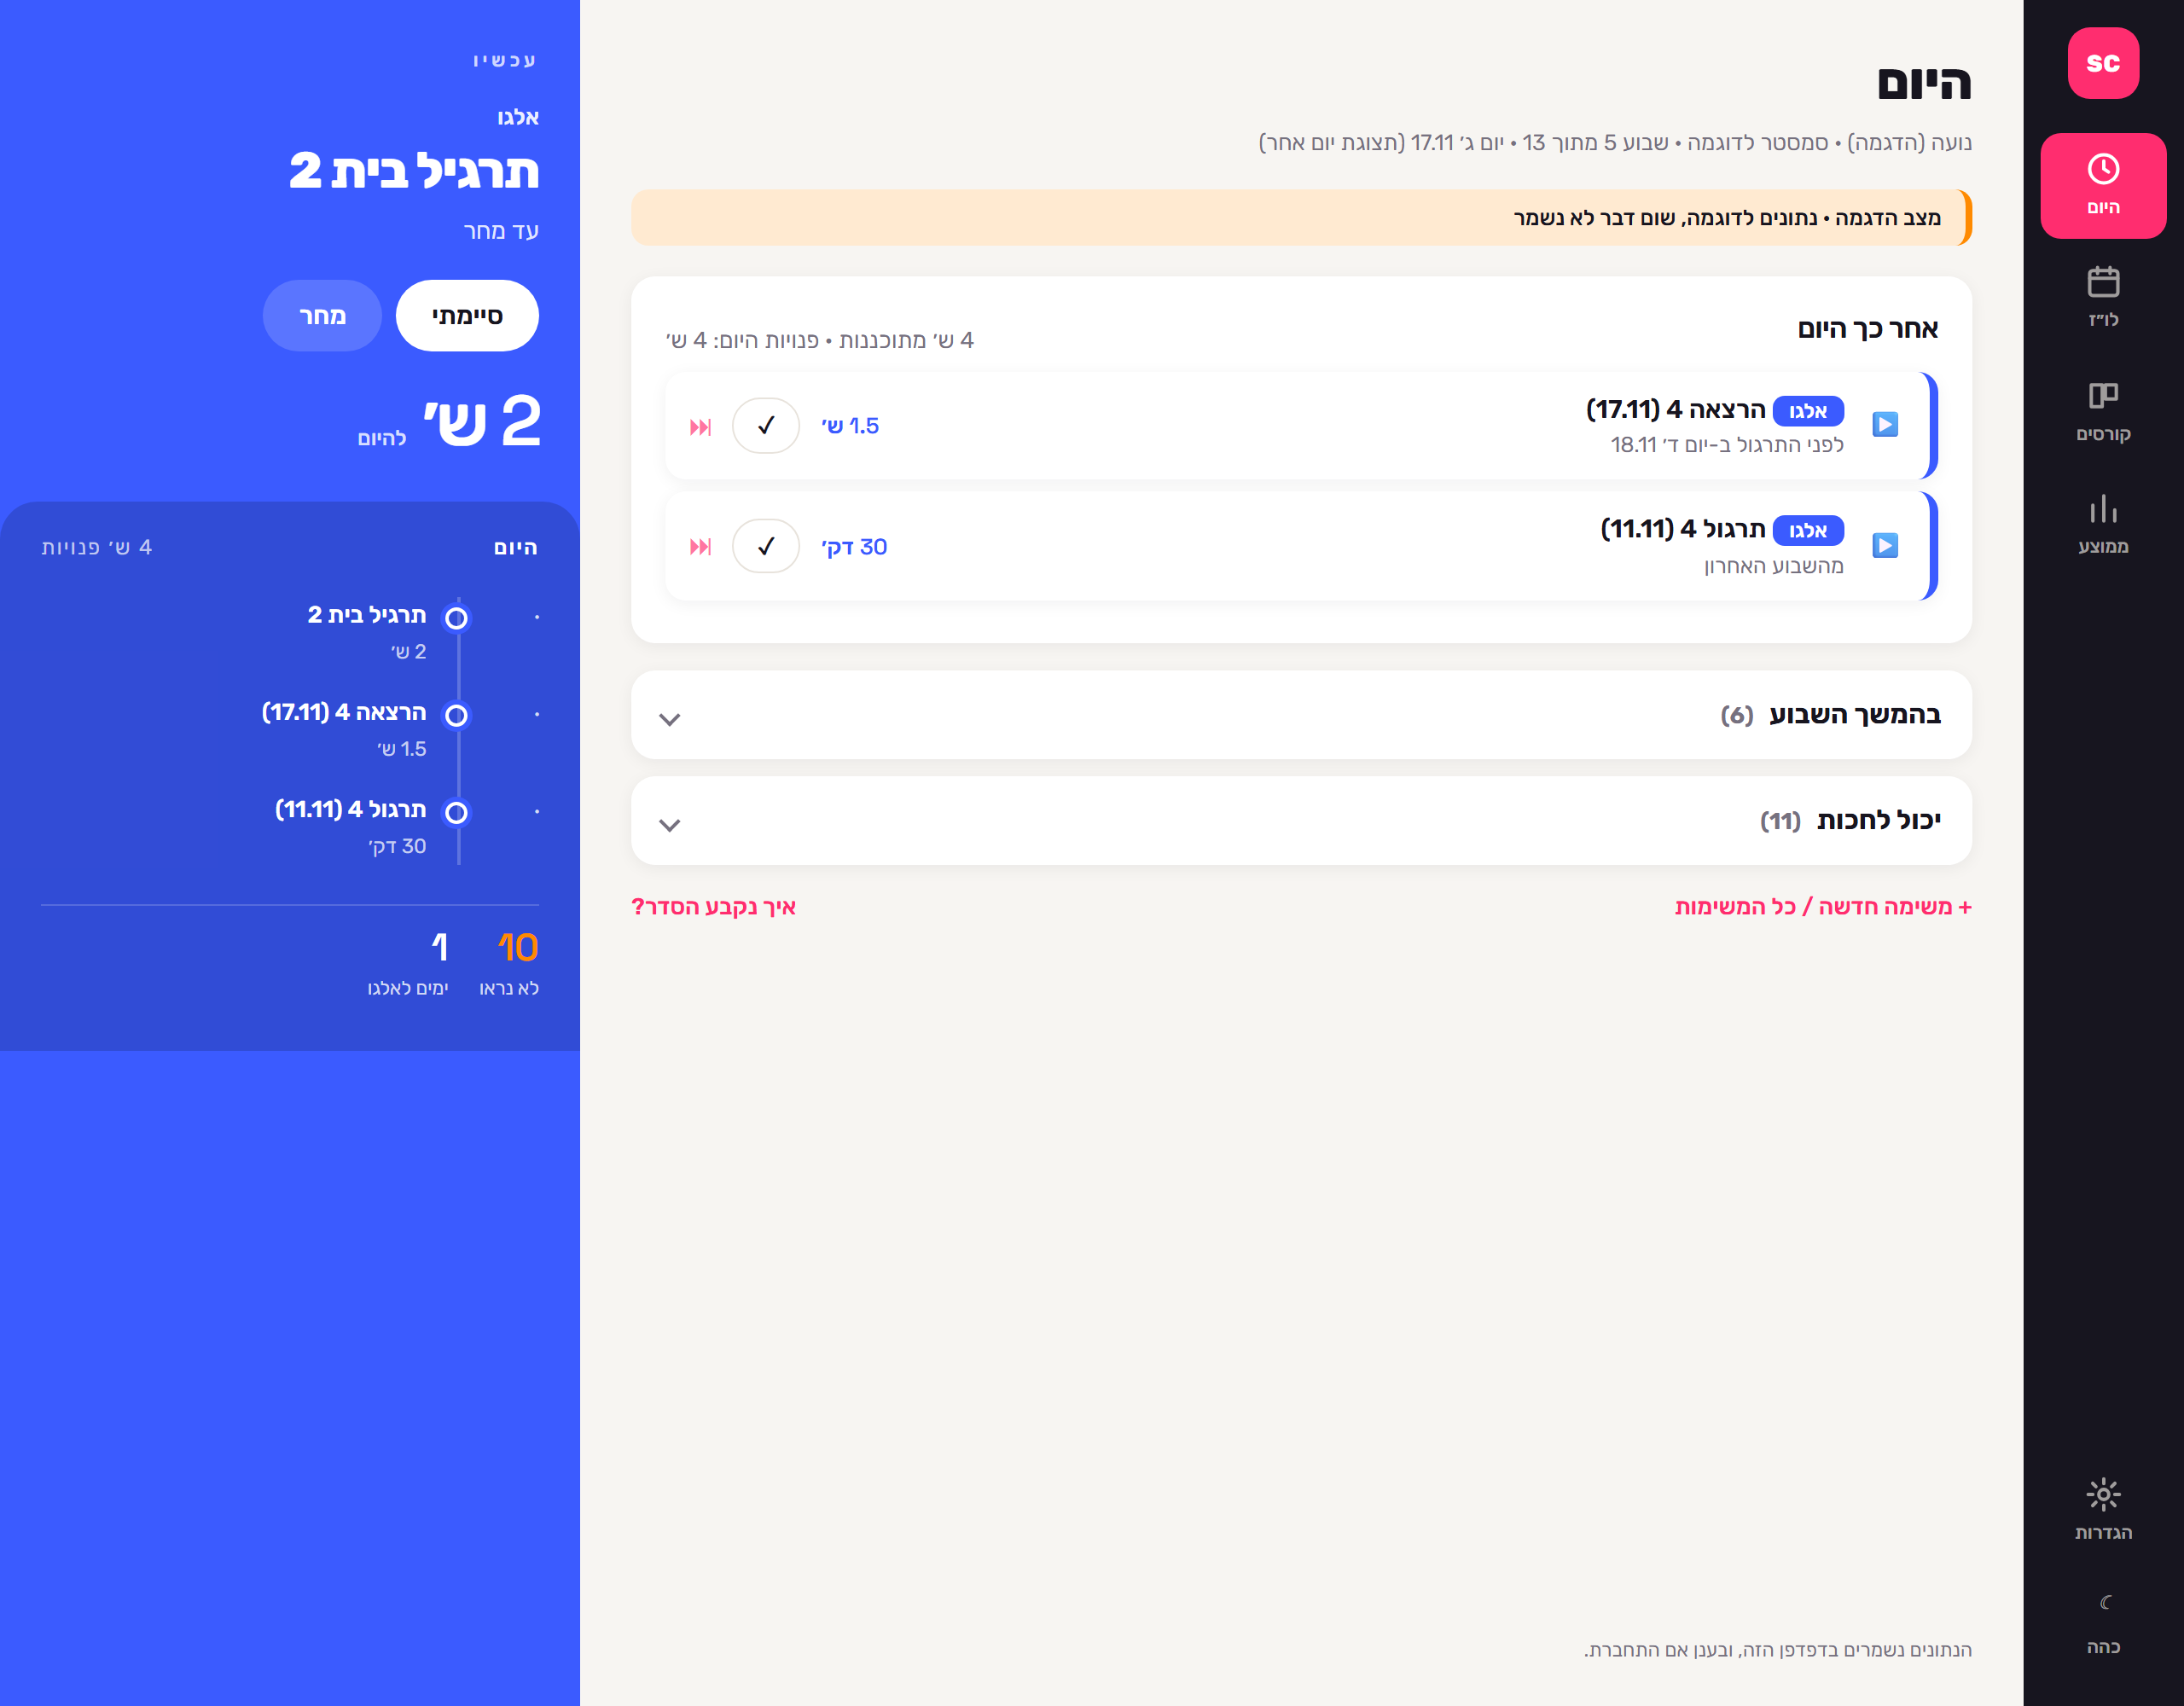 SC
היום
לו״ז
קורסים
ממוצע
הגדרות
כהה
היום
נועה (הדגמה) • סמסטר לדוגמה • שבוע 5 מתוך 13 • יום ג׳ 17.11 (תצוגת יום אחר)
מצב הדגמה • נתונים לדוגמה, שום דבר לא נשמר
אחר כך היום
4 ש׳ מתוכננות • פנויות היום: 4 ש׳
אלגו הרצאה 4 (17.11)
לפני התרגול ב-יום ד׳ 18.11
1.5 ש׳
אלגו תרגול 4 (11.11)
מהשבוע האחרון
30 דק׳
בהמשך השבוע (6)
יכול לחכות (11)
+ משימה חדשה / כל המשימות
איך נקבע הסדר?
הנתונים נשמרים בדפדפן הזה, ובענן אם התחברת.
עכשיו
אלגו
תרגיל בית 2
עד מחר
סיימתי
מחר
2 ש׳ להיום
היום
4 ש׳ פנויות
תרגיל בית 2
2 ש׳
הרצאה 4 (17.11)
1.5 ש׳
תרגול 4 (11.11)
30 דק׳
10
לא נראו
1
ימים לאלגו